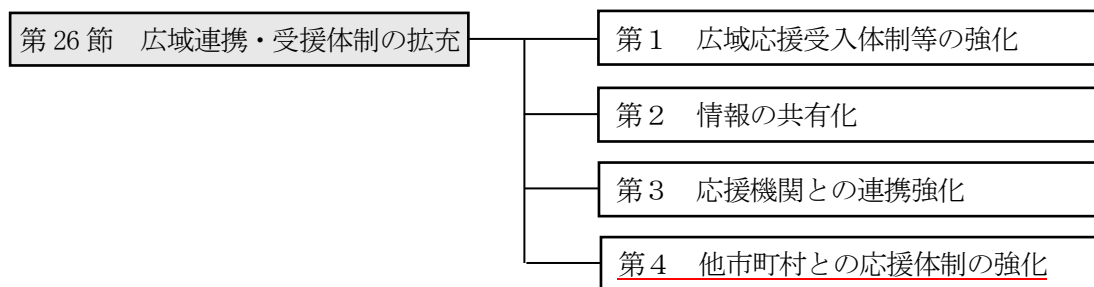 第26節　広域連携・受援体制の拡充
第１　広域応援受入体制等の強化
第２　情報の共有化
第３　応援機関との連携強化
第４　他市町村との応援体制の強化